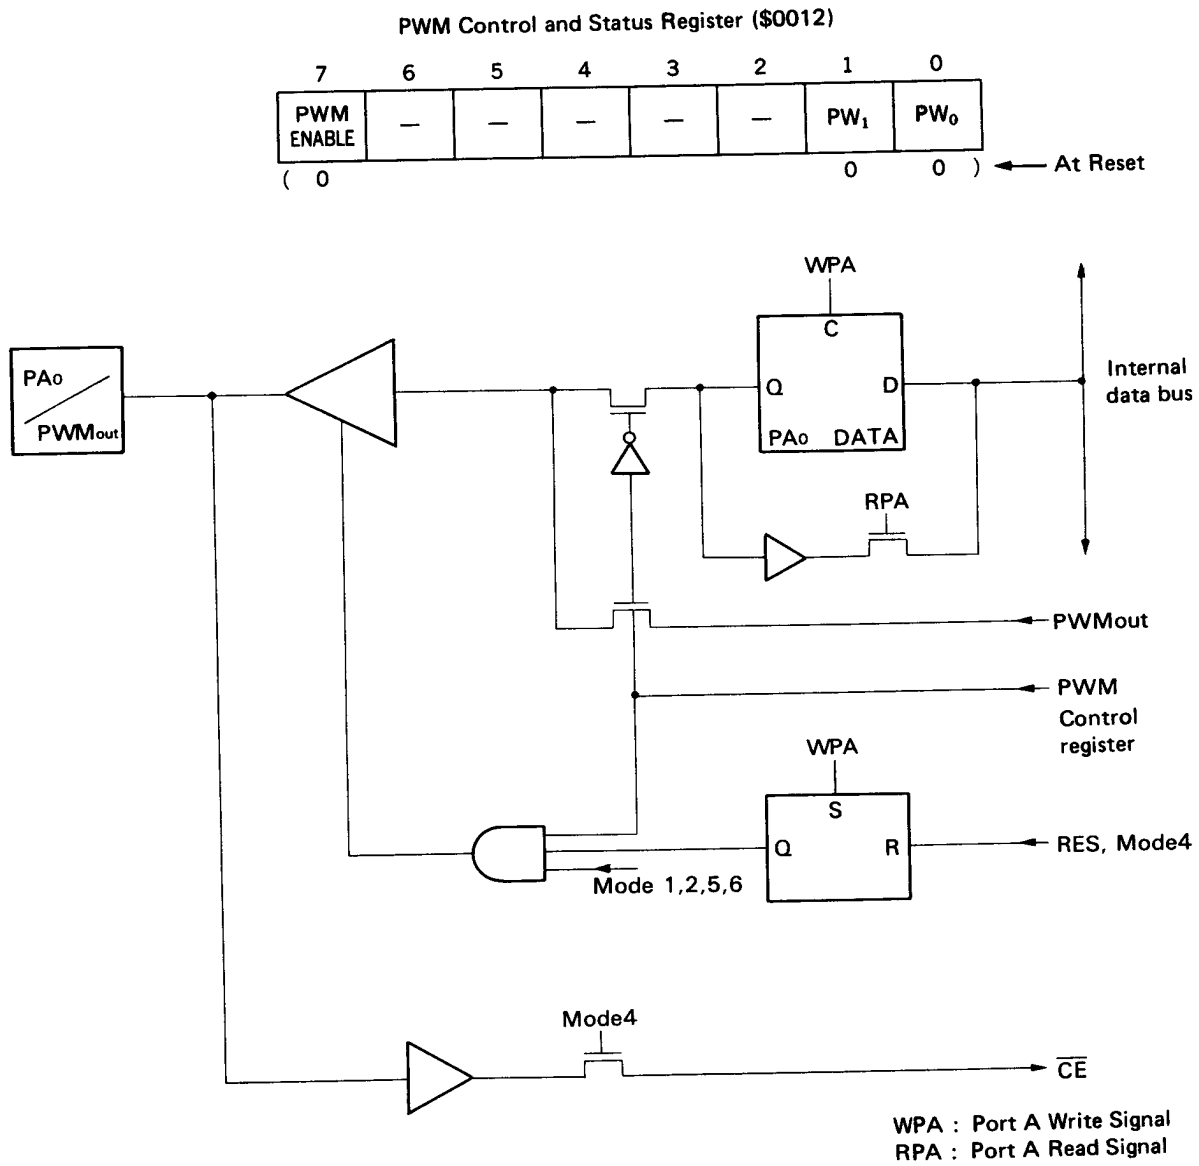 PWM Control and Status Register ($0012)
7 6 5 4 3 2 1 0
PWM ENABLE — — — — — — PW₁ PW₀
( 0 0 0 ) At Reset
WPA
C
PA₀
PWMout
Q D
PA₀ DATA
Internal
data bus
RPA
PWMout
PWM
Control
register
WPA
S
Q R
RES, Mode4
Mode 1,2,5,6
Mode4
C̅E̅
WPA : Port A Write Signal
RPA : Port A Read Signal